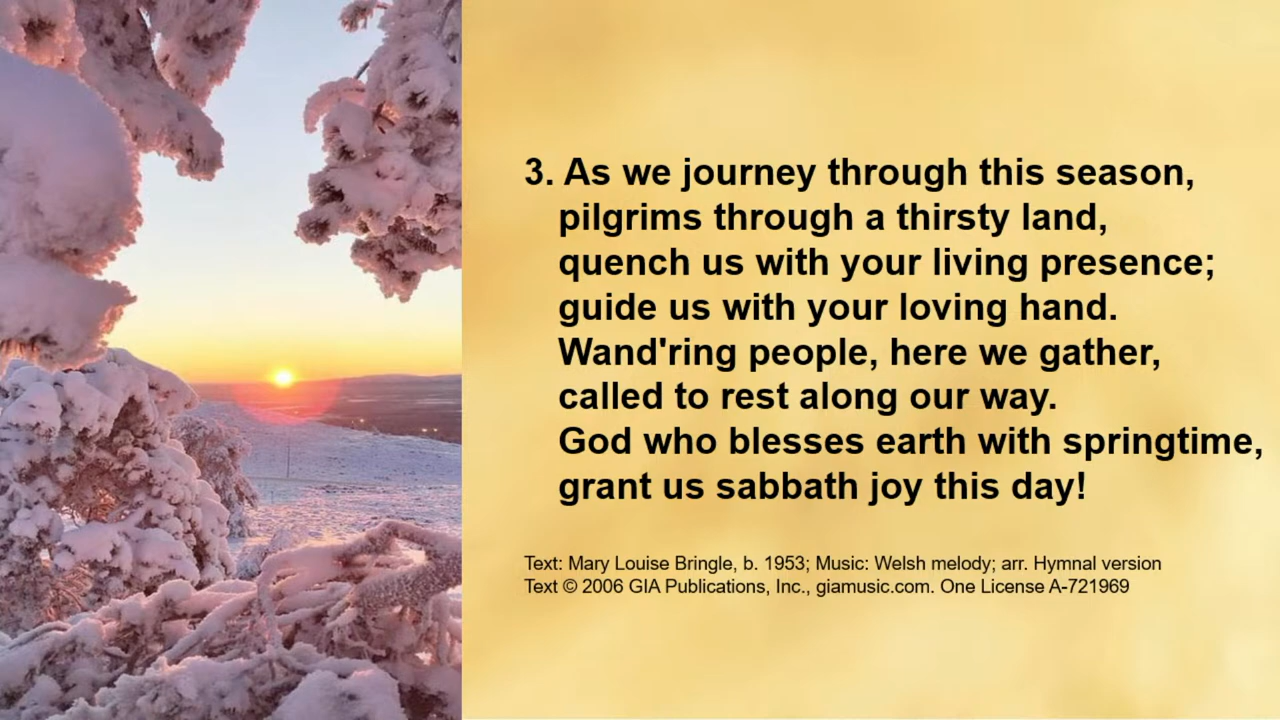 3. As we journey through this season,
pilgrims through a thirsty land,
quench us with your living presence;
guide us with your loving hand.
Wand'ring people, here we gather,
called to rest along our way.
God who blesses earth with springtime,
grant us sabbath joy this day!
Text: Mary Louise Bringle, b. 1953; Music: Welsh melody; arr. Hymnal version
Text © 2006 GIA Publications, Inc., giamusic.com. One License A-721969